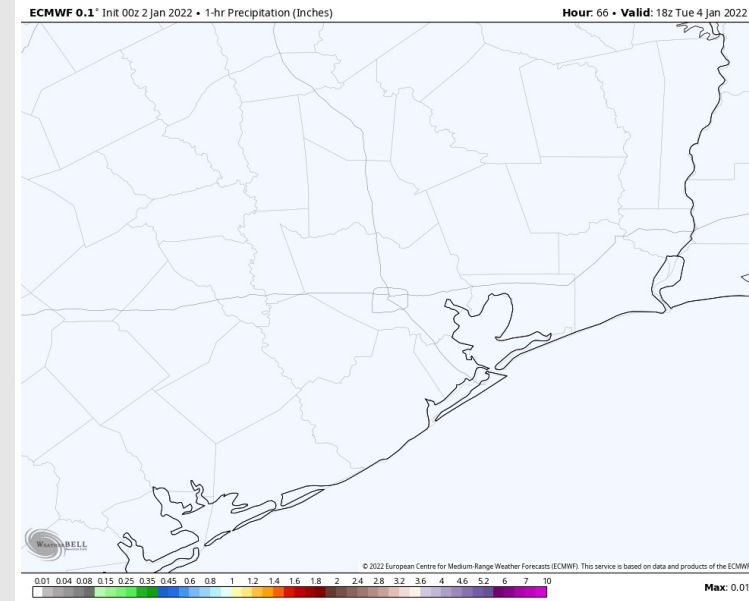 ECMWF 0.1° Init 00z 2 Jan 2022 • 1-hr Precipitation (Inches)
Hour: 66 • Valid: 18z Tue 4 Jan 2022
WeatherBELL
© 2022 European Centre for Medium-Range Weather Forecasts (ECMWF). This service is based on data and products of the ECMWF
0.01 0.04 0.08 0.15 0.25 0.35 0.45 0.6 0.8 1 1.2 1.4 1.6 1.8 2 2.4 2.8 3.2 3.6 4 4.6 5.2 6 7 10
Max: 0.01